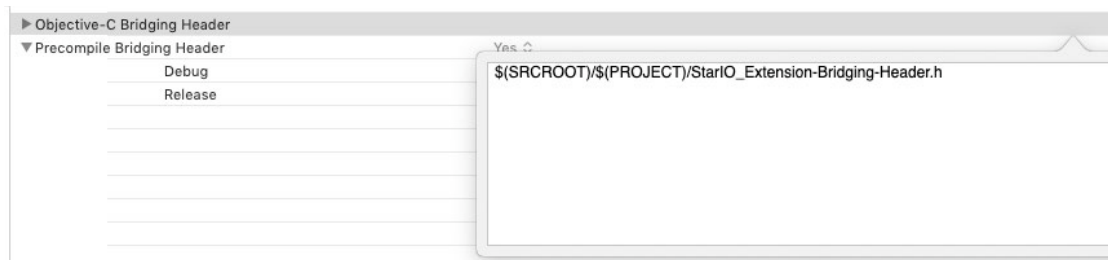 Objective-C Bridging Header
Precompile Bridging Header
Yes
Debug
Release
$(SRCROOT)/$(PROJECT)/StarIO_Extension-Bridging-Header.h